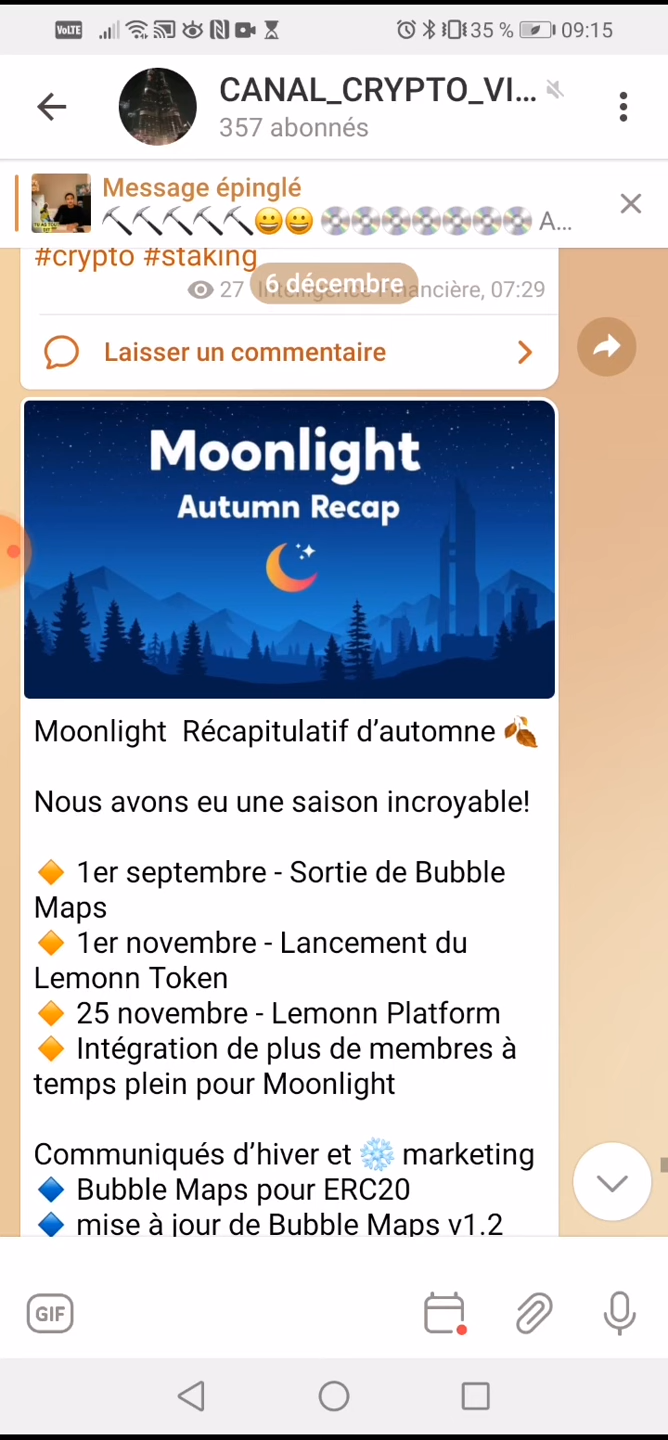 VoLTE 35 % 09:15
CANAL_CRYPTO_VI...
357 abonnés
Message épinglé
A...
#crypto #staking
6 décembre
27 Intelligence Financière, 07:29
Laisser un commentaire
Moonlight
Autumn Recap
Moonlight Récapitulatif d’automne 🍂
Nous avons eu une saison incroyable!
🔶 1er septembre - Sortie de Bubble
Maps
🔶 1er novembre - Lancement du
Lemonn Token
🔶 25 novembre - Lemonn Platform
🔶 Intégration de plus de membres à
temps plein pour Moonlight
Communiqués d’hiver et ❄️ marketing
🔷 Bubble Maps pour ERC20
🔷 mise à jour de Bubble Maps v1.2
GIF